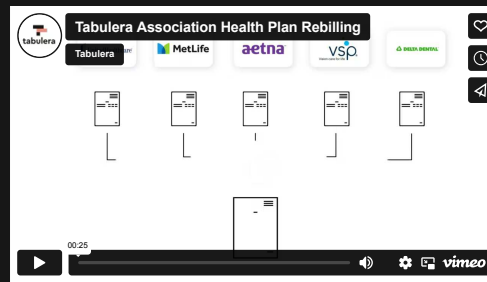 Tabulera Association Health Plan Rebilling
tabulera
Tabulera
MetLife
aetna
vsp
DELTA DENTAL
00:25
vimeo